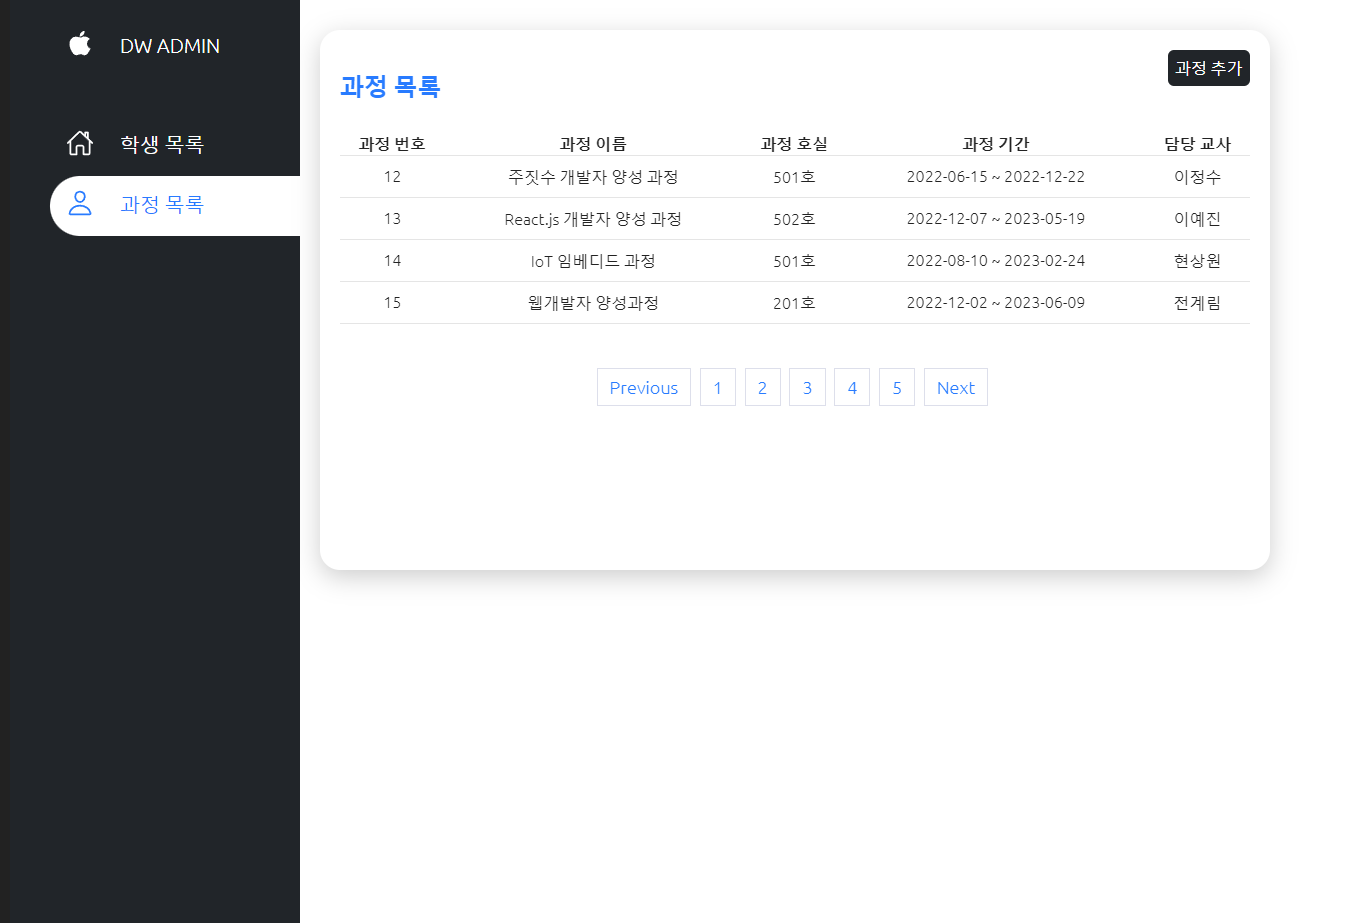 DW ADMIN
학생 목록
과정 목록
과정 추가
과정 목록
과정 번호 과정 이름 과정 호실 과정 기간 담당 교사
12 주짓수 개발자 양성 과정 501호 2022-06-15 ~ 2022-12-22 이정수
13 React.js 개발자 양성 과정 502호 2022-12-07 ~ 2023-05-19 이예진
14 IoT 임베디드 과정 501호 2022-08-10 ~ 2023-02-24 현상원
15 웹개발자 양성과정 201호 2022-12-02 ~ 2023-06-09 전계림
Previous 1 2 3 4 5 Next